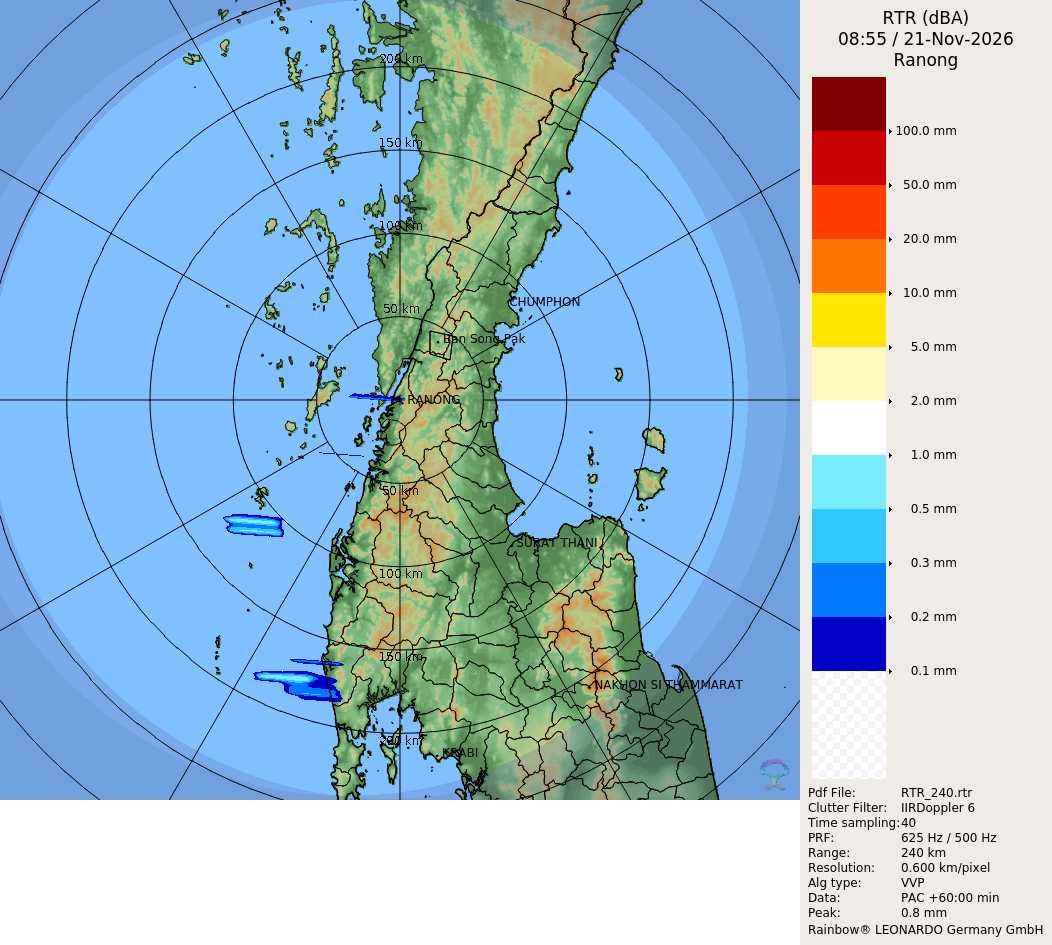 RTR (dBA)
08:55 / 21-Nov-2026
Ranong
200 km
150 km
100 km
50 km
CHUMPHON
Ban Song Pak
RANONG
50 km
SURAT THANI
100 km
150 km
NAKHON SI THAMMARAT
200 km
KRABI
100.0 mm
50.0 mm
20.0 mm
10.0 mm
5.0 mm
2.0 mm
1.0 mm
0.5 mm
0.3 mm
0.2 mm
0.1 mm
Pdf File: RTR_240.rtr
Clutter Filter: IIRDoppler 6
Time sampling: 40
PRF: 625 Hz / 500 Hz
Range: 240 km
Resolution: 0.600 km/pixel
Alg type: VVP
Data: PAC +60:00 min
Peak: 0.8 mm
Rainbow® LEONARDO Germany GmbH